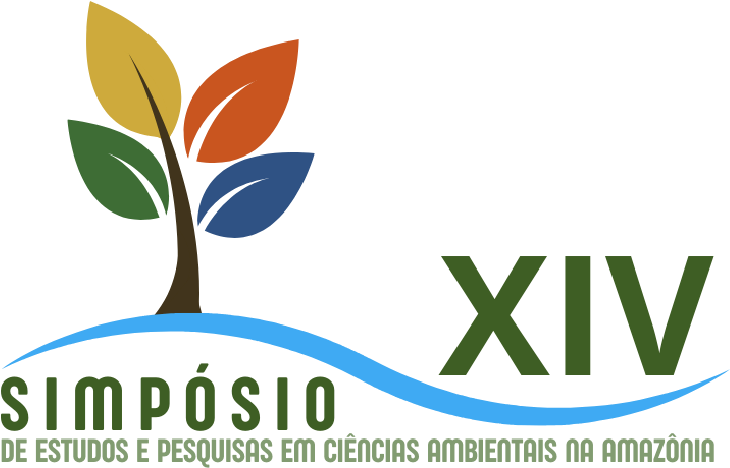 XIV
SIMPÓSIO
DE ESTUDOS E PESQUISAS EM CIÊNCIAS AMBIENTAIS NA AMAZÔNIA